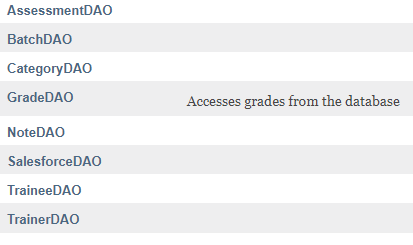 AssessmentDAO
BatchDAO
CategoryDAO
GradeDAO Accesses grades from the database
NoteDAO
SalesforceDAO
TraineeDAO
TrainerDAO